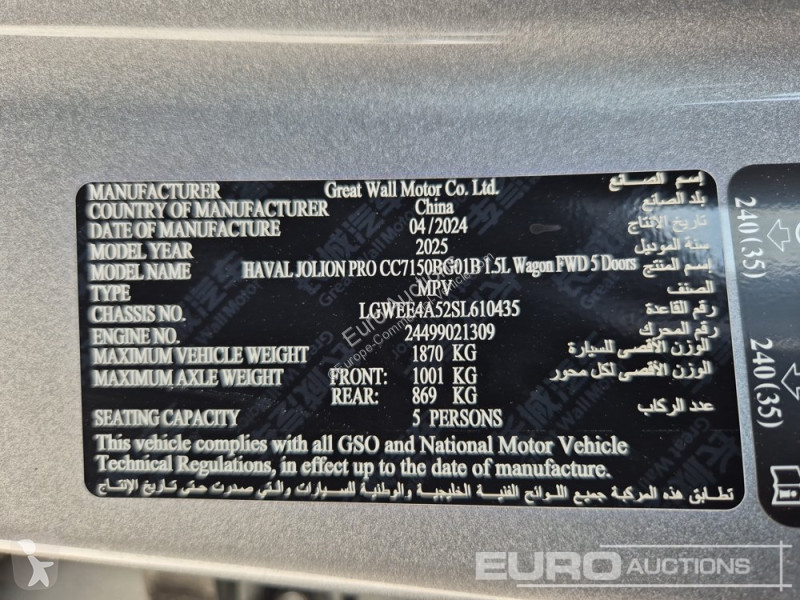 MANUFACTURER Great Wall Motor Co. Ltd. إسم الصانع
COUNTRY OF MANUFACTURER China بلد الصانع
DATE OF MANUFACTURE 04/2024 تاريخ الإنتاج
MODEL YEAR 2025 سنة الموديل
MODEL NAME HAVAL JOLION PRO CC7150BG01B 1.5L Wagon FWD 5 Doors إسم المنتج
TYPE MPV الصنف
CHASSIS NO. LGWEE4A52SL610435 رقم القاعدة
ENGINE NO. 24499021309 رقم المحرك
MAXIMUM VEHICLE WEIGHT 1870 KG الوزن الأقصى للسيارة
MAXIMUM AXLE WEIGHT FRONT: 1001 KG الوزن الأقصى لكل محور
REAR: 869 KG
SEATING CAPACITY 5 PERSONS عدد الركاب
This vehicle complies with all GSO and National Motor Vehicle
Technical Regulations, in effect up to the date of manufacture.
تطابق هذه المركبة جميع اللوائح الفنية الخليجية والوطنية للسيارات والتي صدرت حتى تاريخ الإنتاج
240(35)
240(35)
EURO AUCTIONS